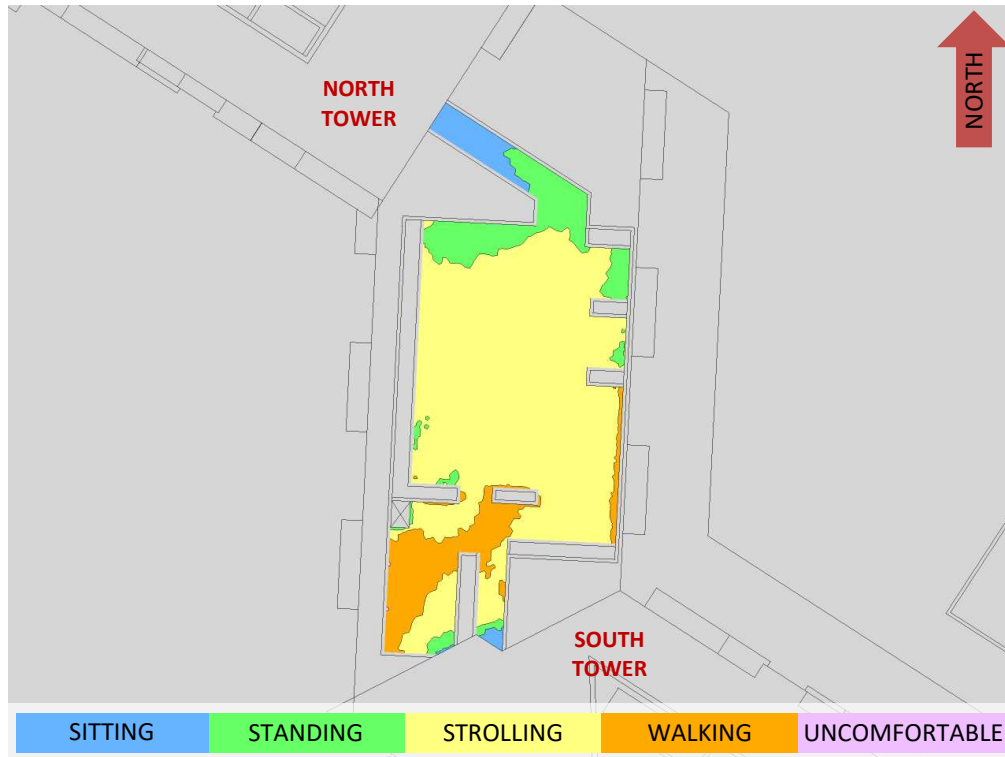 NORTH
TOWER
NORTH
SOUTH
TOWER
SITTING
STANDING
STROLLING
WALKING
UNCOMFORTABLE